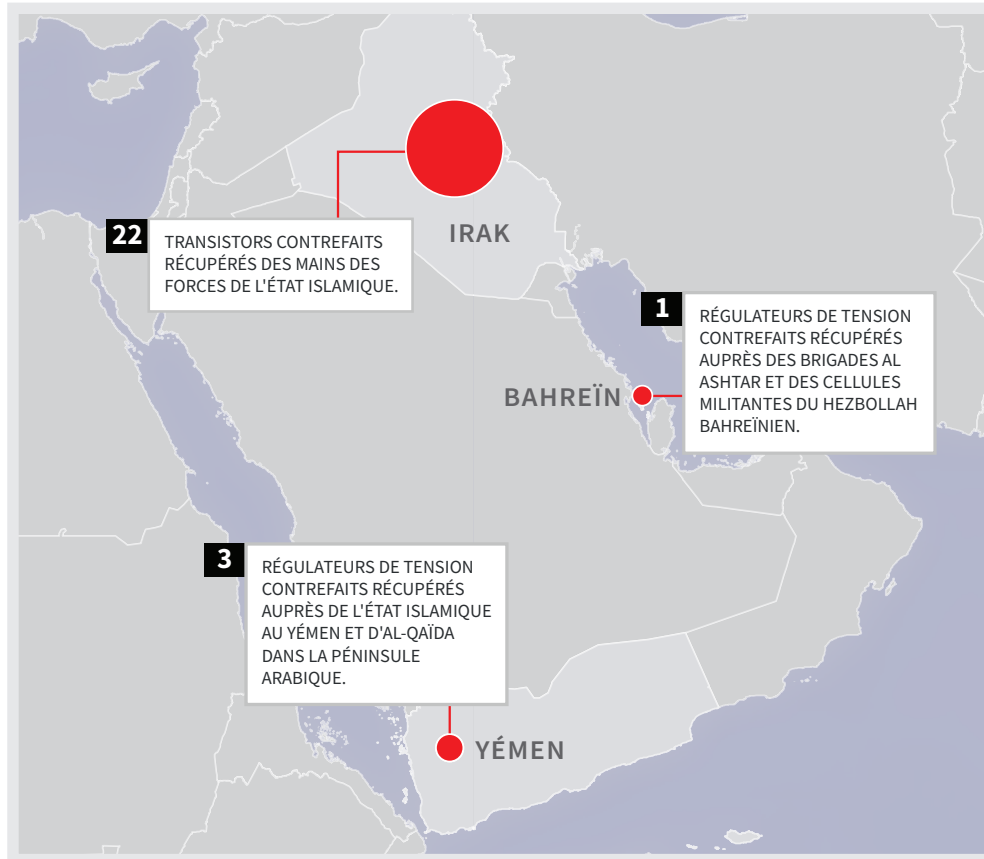 22
TRANSISTORS CONTREFAITS
RÉCUPÉRÉS DES MAINS DES
FORCES DE L'ÉTAT ISLAMIQUE.
IRAK
1
RÉGULATEURS DE TENSION
CONTREFAITS RÉCUPÉRÉS
AUPRÈS DES BRIGADES AL
ASHTAR ET DES CELLULES
MILITANTES DU HEZBOLLAH
BAHREÏNIEN.
BAHREÏN
3
RÉGULATEURS DE TENSION
CONTREFAITS RÉCUPÉRÉS
AUPRÈS DE L'ÉTAT ISLAMIQUE
AU YÉMEN ET D'AL-QAÏDA
DANS LA PÉNINSULE
ARABIQUE.
YÉMEN